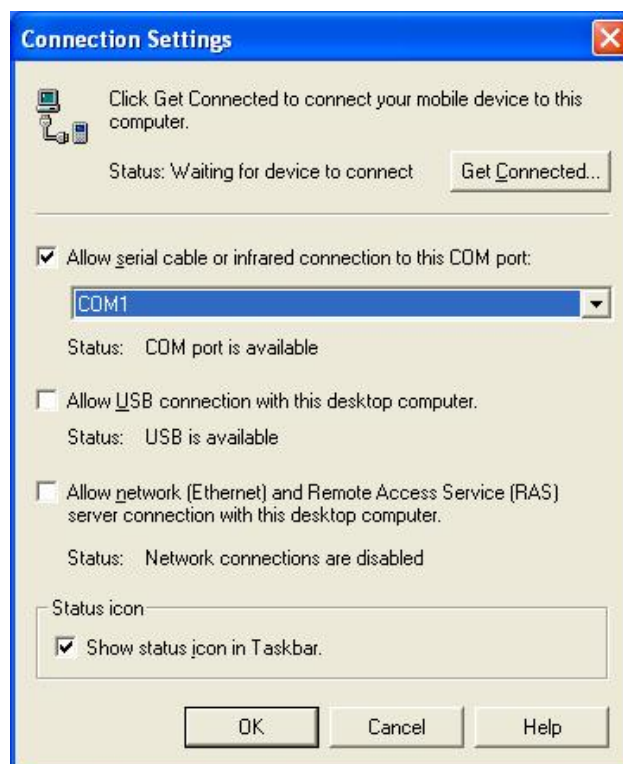 Connection Settings
Click Get Connected to connect your mobile device to this
computer.
Status: Waiting for device to connect
Get Connected...
Allow serial cable or infrared connection to this COM port:
COM1
Status: COM port is available
Allow USB connection with this desktop computer.
Status: USB is available
Allow network (Ethernet) and Remote Access Service (RAS)
server connection with this desktop computer.
Status: Network connections are disabled
Status icon
Show status icon in Taskbar.
OK Cancel Help